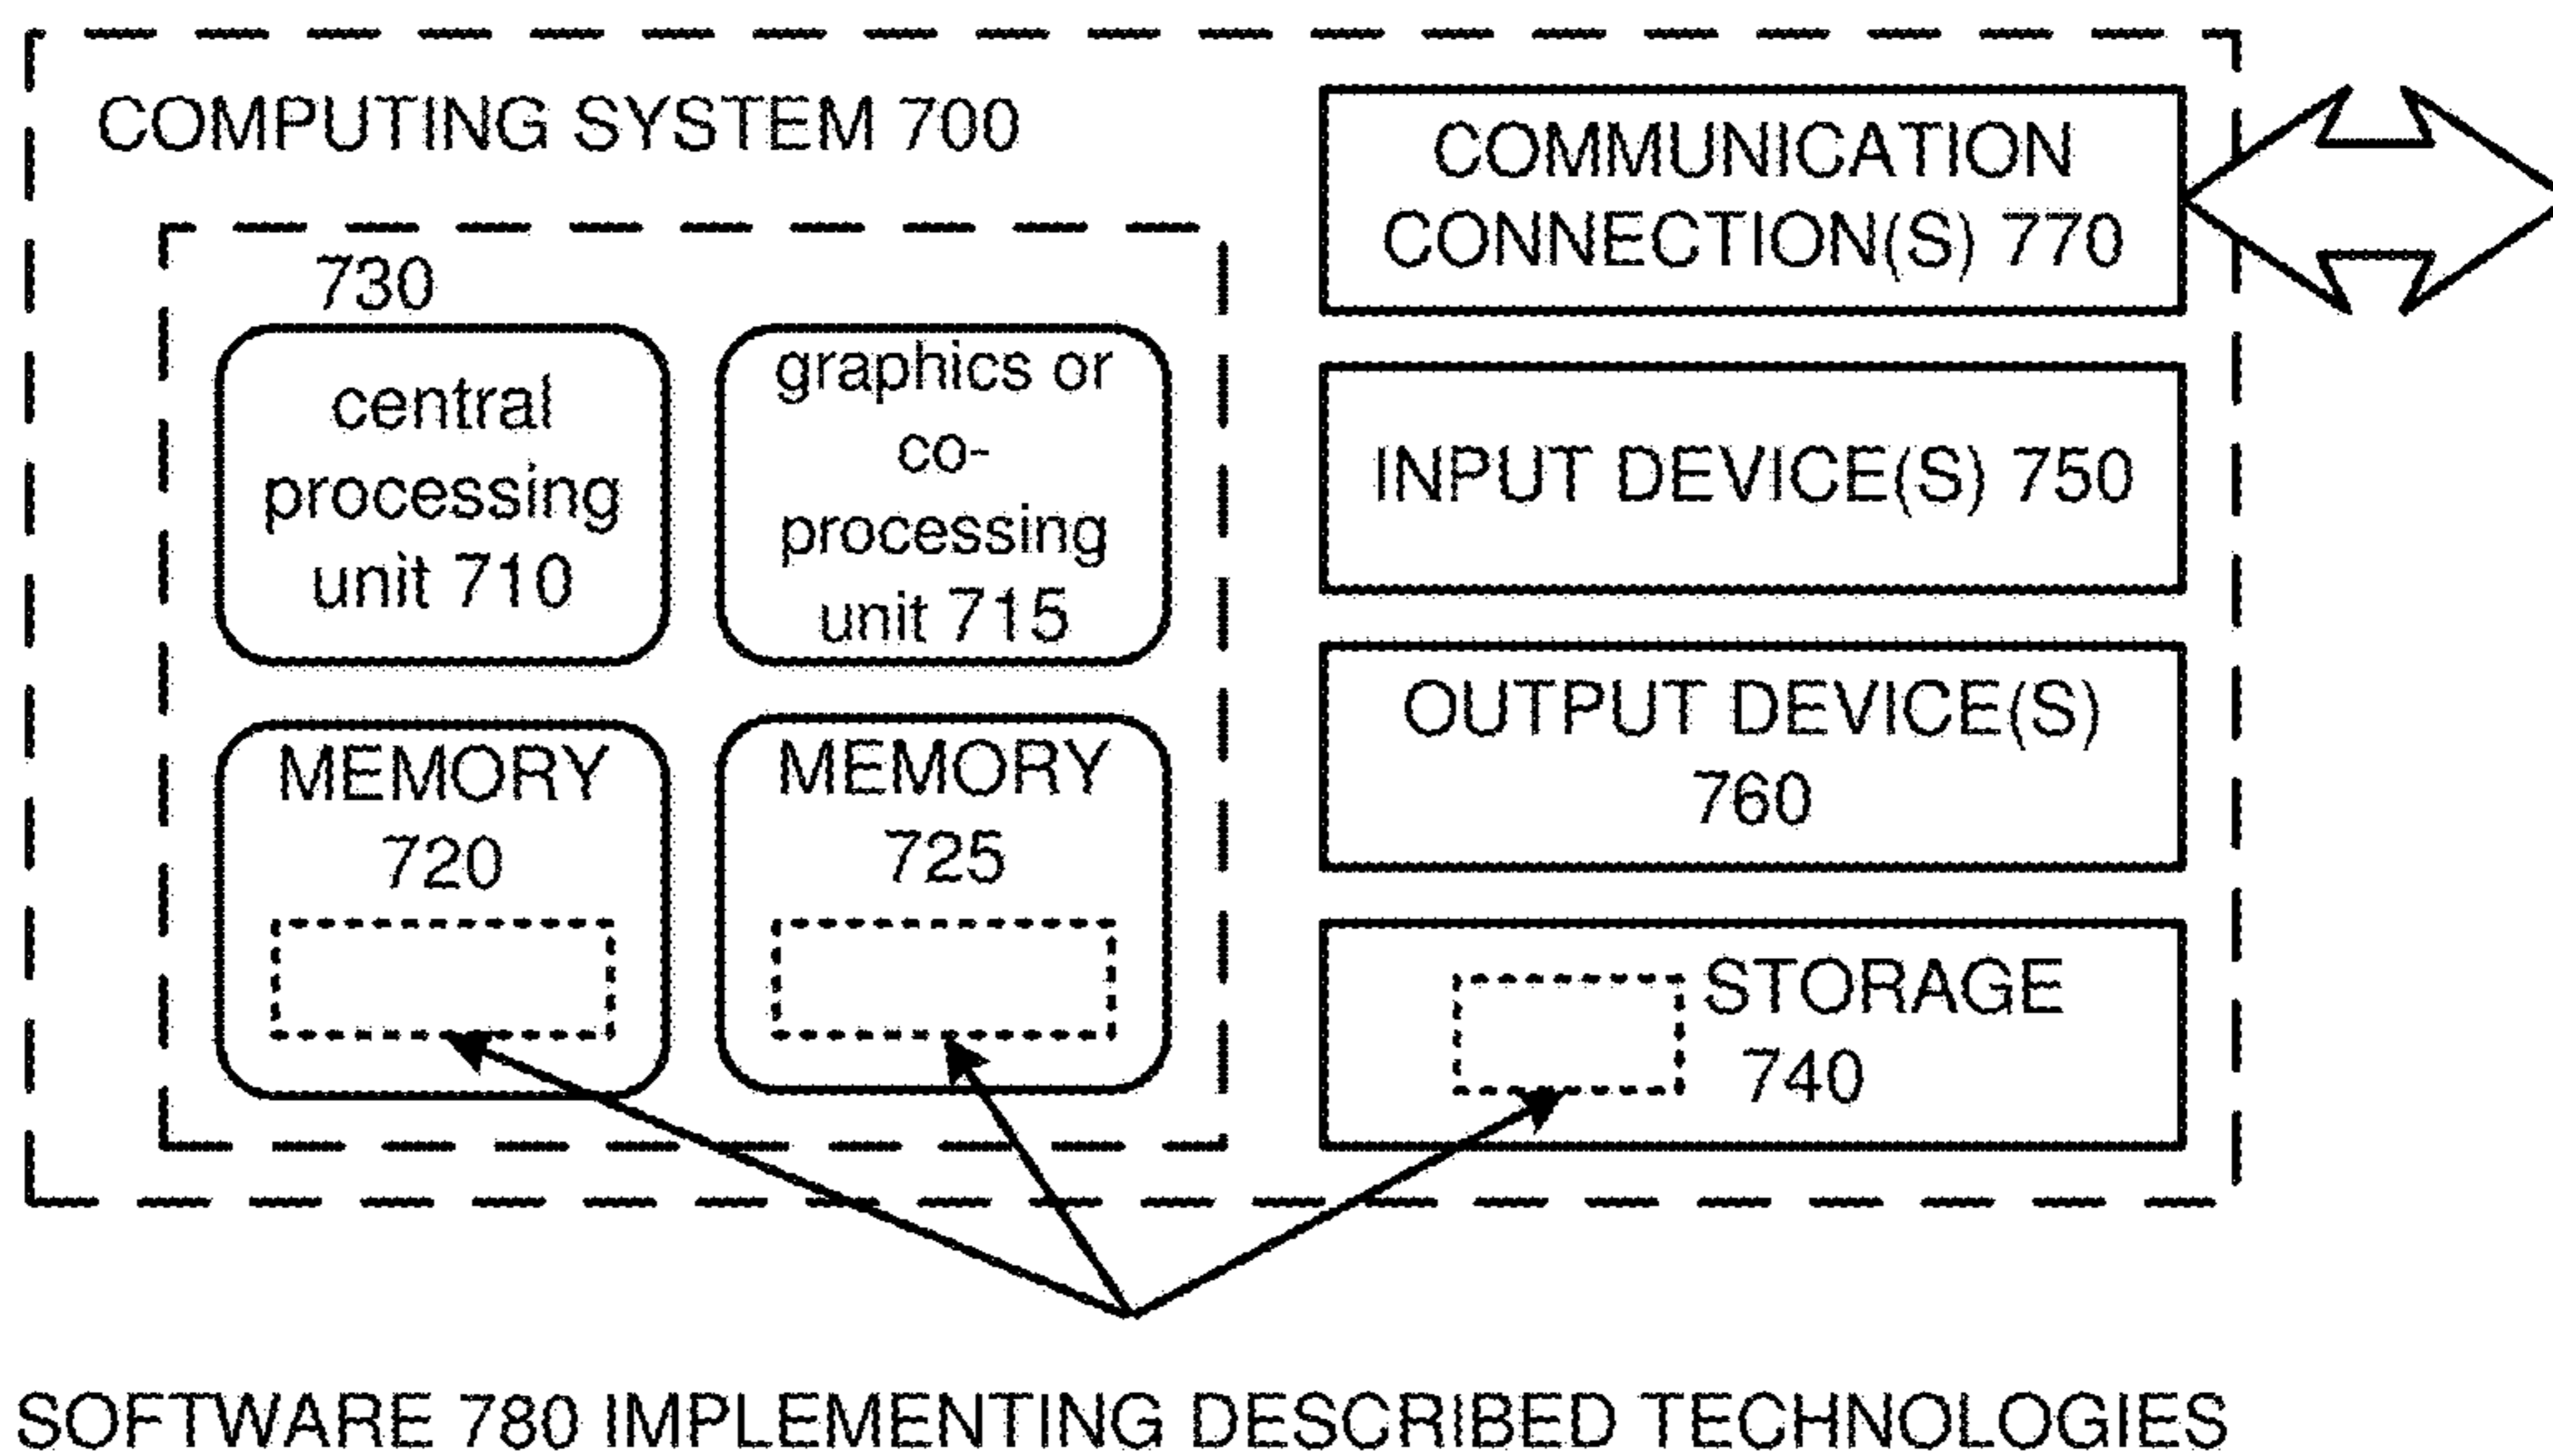 COMPUTING SYSTEM 700
730
central
processing
unit 710
graphics or
co-
processing
unit 715
MEMORY
720
MEMORY
725
COMMUNICATION
CONNECTION(S) 770
INPUT DEVICE(S) 750
OUTPUT DEVICE(S)
760
STORAGE
740
SOFTWARE 780 IMPLEMENTING DESCRIBED TECHNOLOGIES